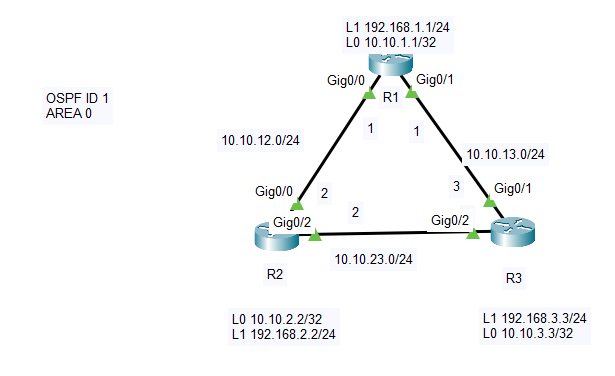 L1 192.168.1.1/24
L0 10.10.1.1/32
Gig0/0
Gig0/1
R1
OSPF ID 1
AREA 0
1
1
10.10.12.0/24
10.10.13.0/24
Gig0/0
2
3
Gig0/1
Gig0/2
2
Gig0/2
10.10.23.0/24
R2
R3
L0 10.10.2.2/32
L1 192.168.2.2/24
L1 192.168.3.3/24
L0 10.10.3.3/32